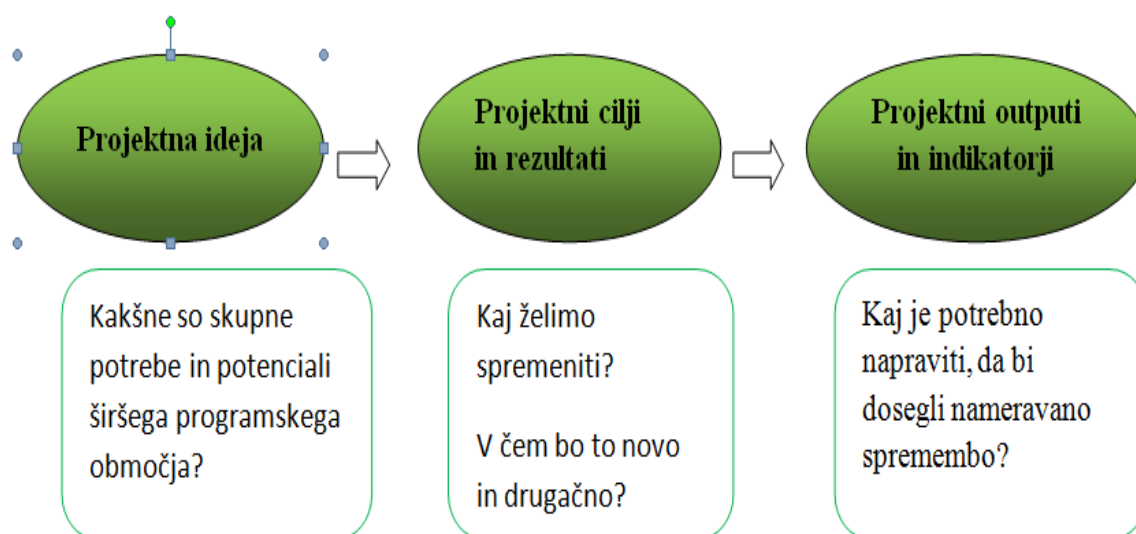 Projektna ideja
Projektni cilji
in rezultati
Projektni outputi
in indikatorji
Kakšne so skupne
potrebe in potenciali
širšega programskega
območja?
Kaj želimo
spremeniti?
V čem bo to novo
in drugačno?
Kaj je potrebno
napraviti, da bi
dosegli nameravano
spremembo?